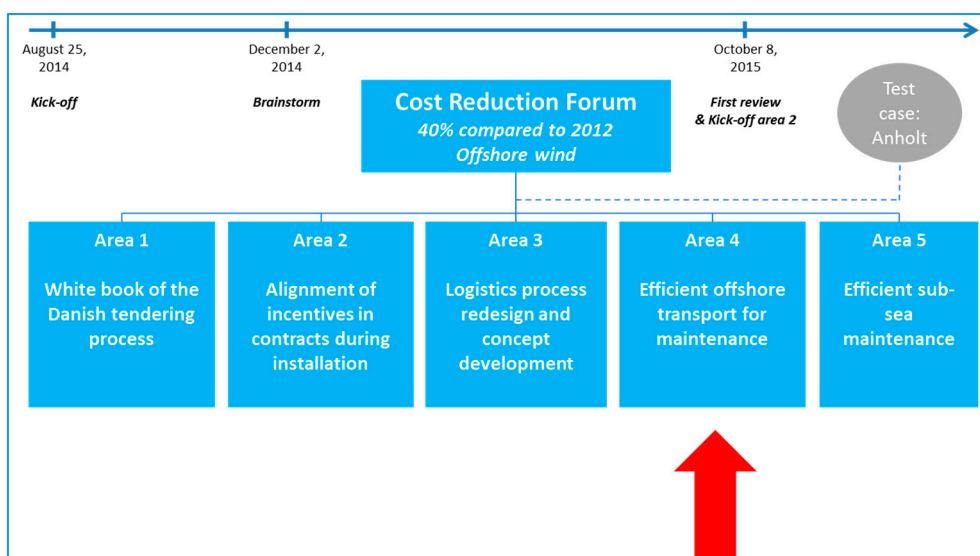 August 25,
2014
Kick-off
December 2,
2014
Brainstorm
October 8,
2015
First review
& Kick-off area 2
Cost Reduction Forum
40% compared to 2012
Offshore wind
Test
case:
Anholt
Area 1
White book of the
Danish tendering
process
Area 2
Alignment of
incentives in
contracts during
installation
Area 3
Logistics process
redesign and
concept
development
Area 4
Efficient offshore
transport for
maintenance
Area 5
Efficient sub-
sea
maintenance